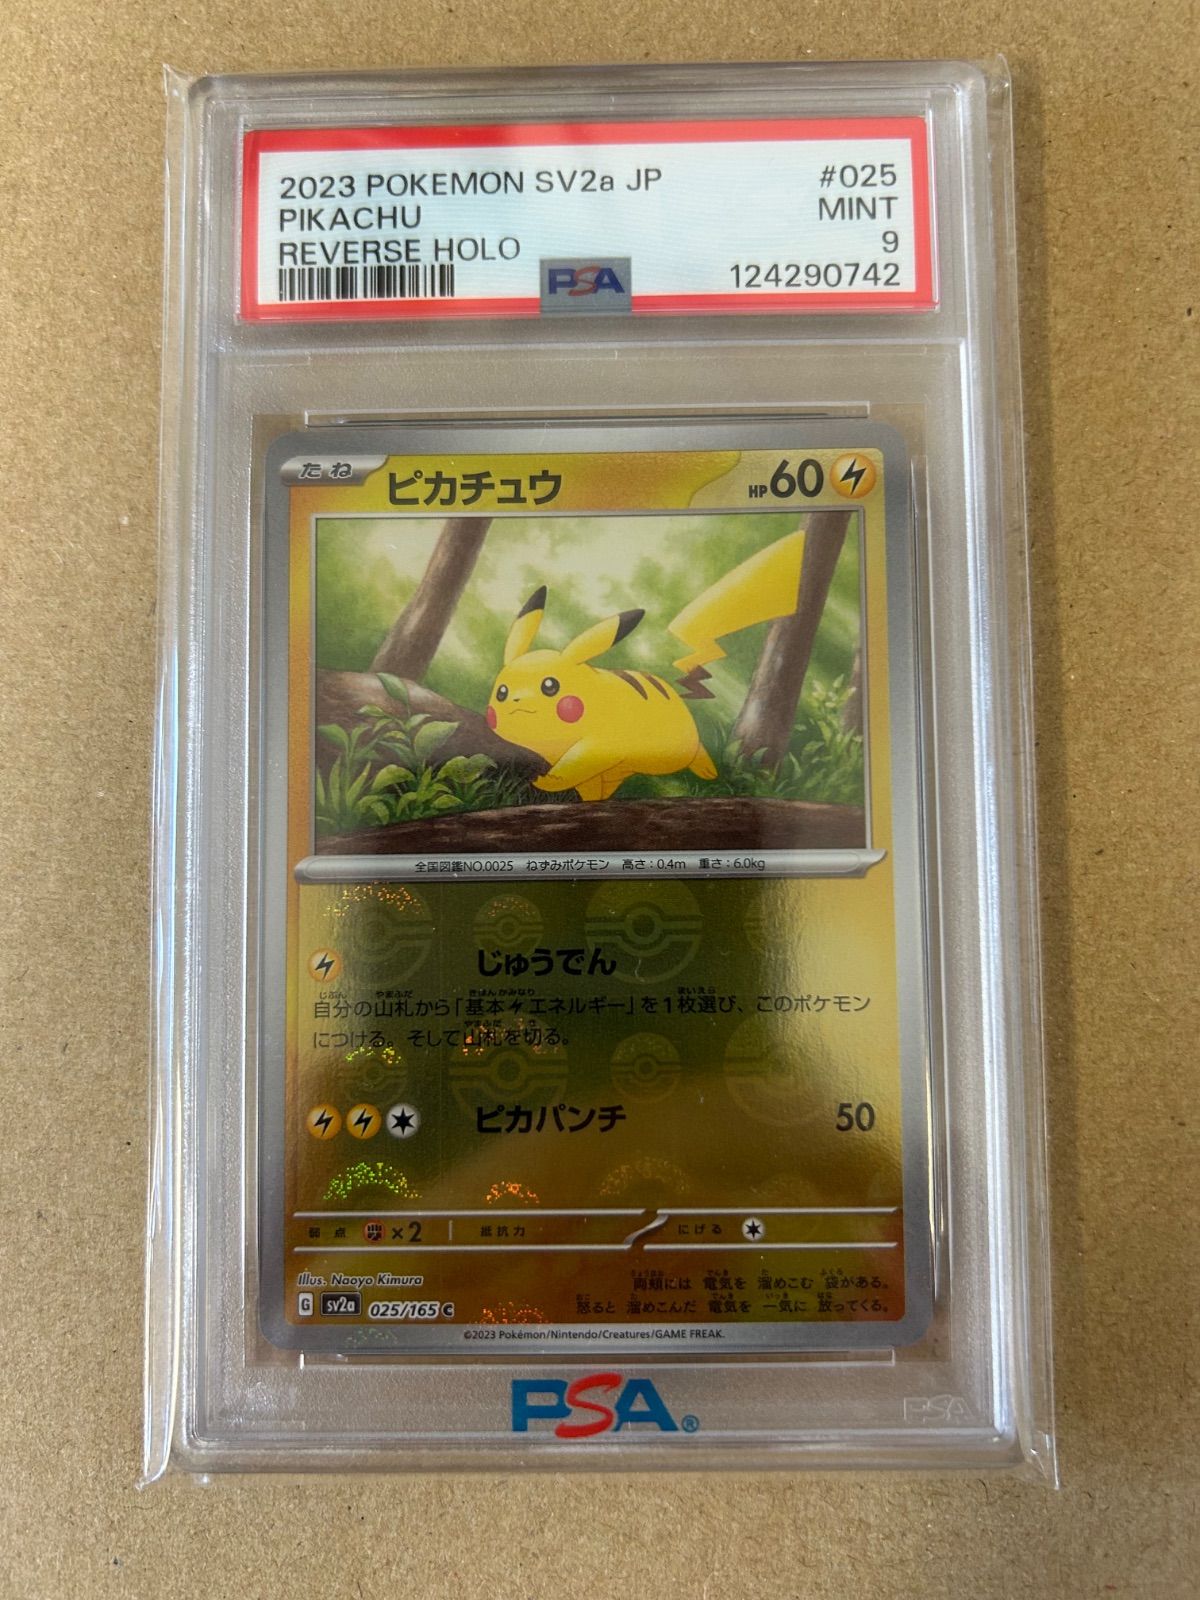 2023 POKEMON SV2a JP #025
PIKACHU MINT
REVERSE HOLO 9
PSA 124290742
たね ピカチュウ HP60
全国図鑑NO.0025 ねずみポケモン 高さ:0.4m 重さ:6.0kg
じゅうでん
自分の山札から「基本エネルギー」を1枚選び、このポケモン
につける。そして山札を切る。
ピカパンチ 50
弱点 ×2 抵抗力 にげる
Illus. Naoyo Kimura
両頬には 電気を 溜めこむ 袋がある。
怒ると 溜めこんだ 電気を 一気に 放ってくる。
G sv2a 025/165 C
©2023 Pokémon/Nintendo/Creatures/GAME FREAK.
PSA®
PSA